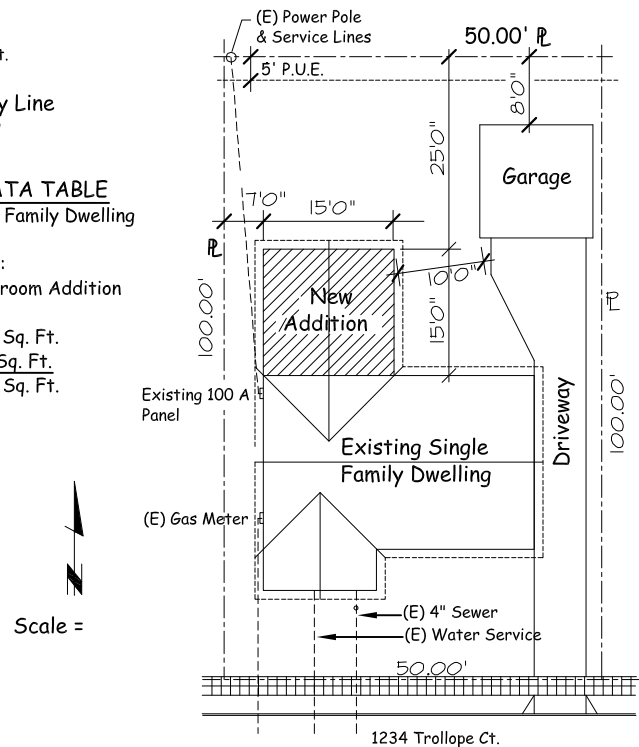 (E) Power Pole
& Service Lines
50.00' PL
5' P.U.E.
t.
y Line
8'0"
25'0"
Garage
ATA TABLE
Family Dwelling
7'0"
15'0"
PL
:
room Addition
10'0"
New
Addition
15'0"
100.00'
PL
Sq. Ft.
Sq. Ft.
Sq. Ft.
Existing 100 A
Panel
Driveway
100.00'
Existing Single
Family Dwelling
(E) Gas Meter
N
(E) 4" Sewer
(E) Water Service
Scale =
50.00'
1234 Trollope Ct.